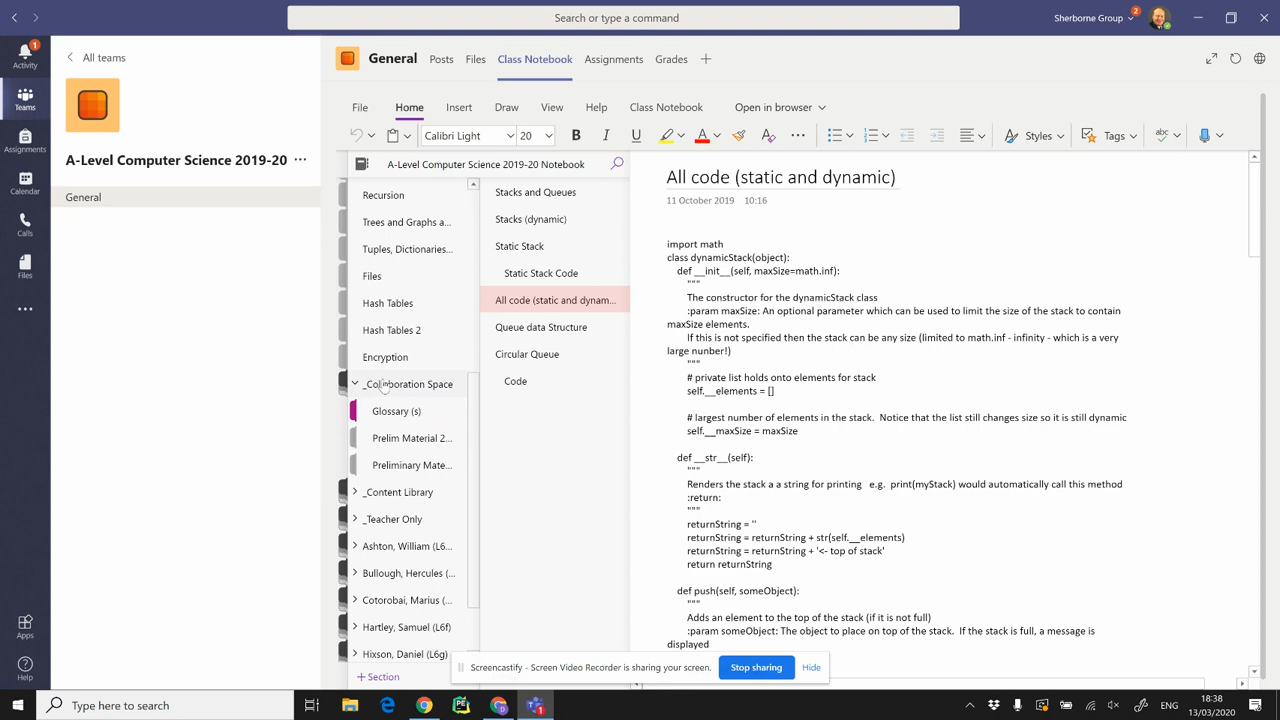 Search or type a command
Sherborne Group
2
1
Activity
Teams
Assignments
Calendar
Calls
Files
Apps
Help
All teams
A-Level Computer Science 2019-20
General
General
Posts
Files
Class Notebook
Assignments
Grades
File
Home
Insert
Draw
View
Help
Class Notebook
Open in browser
Calibri Light
20
B
I
U
A
Styles
Tags
A-Level Computer Science 2019-20 Notebook
Recursion
Trees and Graphs a...
Tuples, Dictionaries...
Files
Hash Tables
Hash Tables 2
Encryption
_Collaboration Space
Glossary (s)
Prelim Material 2...
Preliminary Mate...
_Content Library
_Teacher Only
Ashton, William (L6...
Bullough, Hercules (...
Cotorobai, Marius (...
Hartley, Samuel (L6f)
Hixson, Daniel (L6g)
+ Section
Stacks and Queues
Stacks (dynamic)
Static Stack
Static Stack Code
All code (static and dynam...
Queue data Structure
Circular Queue
Code
All code (static and dynamic)
11 October 2019 10:16
import math
class dynamicStack(object):
def __init__(self, maxSize=math.inf):
"""
The constructor for the dynamicStack class
:param maxSize: An optional parameter which can be used to limit the size of the stack to contain
maxSize elements.
If this is not specified then the stack can be any size (limited to math.inf - infinity - which is a very
large nunber!)
"""
# private list holds onto elements for stack
self.__elements = []
# largest number of elements in the stack. Notice that the list still changes size so it is still dynamic
self.__maxSize = maxSize
def __str__(self):
"""
Renders the stack a a string for printing e.g. print(myStack) would automatically call this method
:return:
"""
returnString = ''
returnString = returnString + str(self.__elements)
returnString = returnString + '<- top of stack'
return returnString
def push(self, someObject):
"""
Adds an element to the top of the stack (if it is not full)
:param someObject: The object to place on top of the stack. If the stack is full, a message is
displayed
Screencastify - Screen Video Recorder is sharing your screen.
Stop sharing
Hide
Type here to search
ENG
18:38
13/03/2020